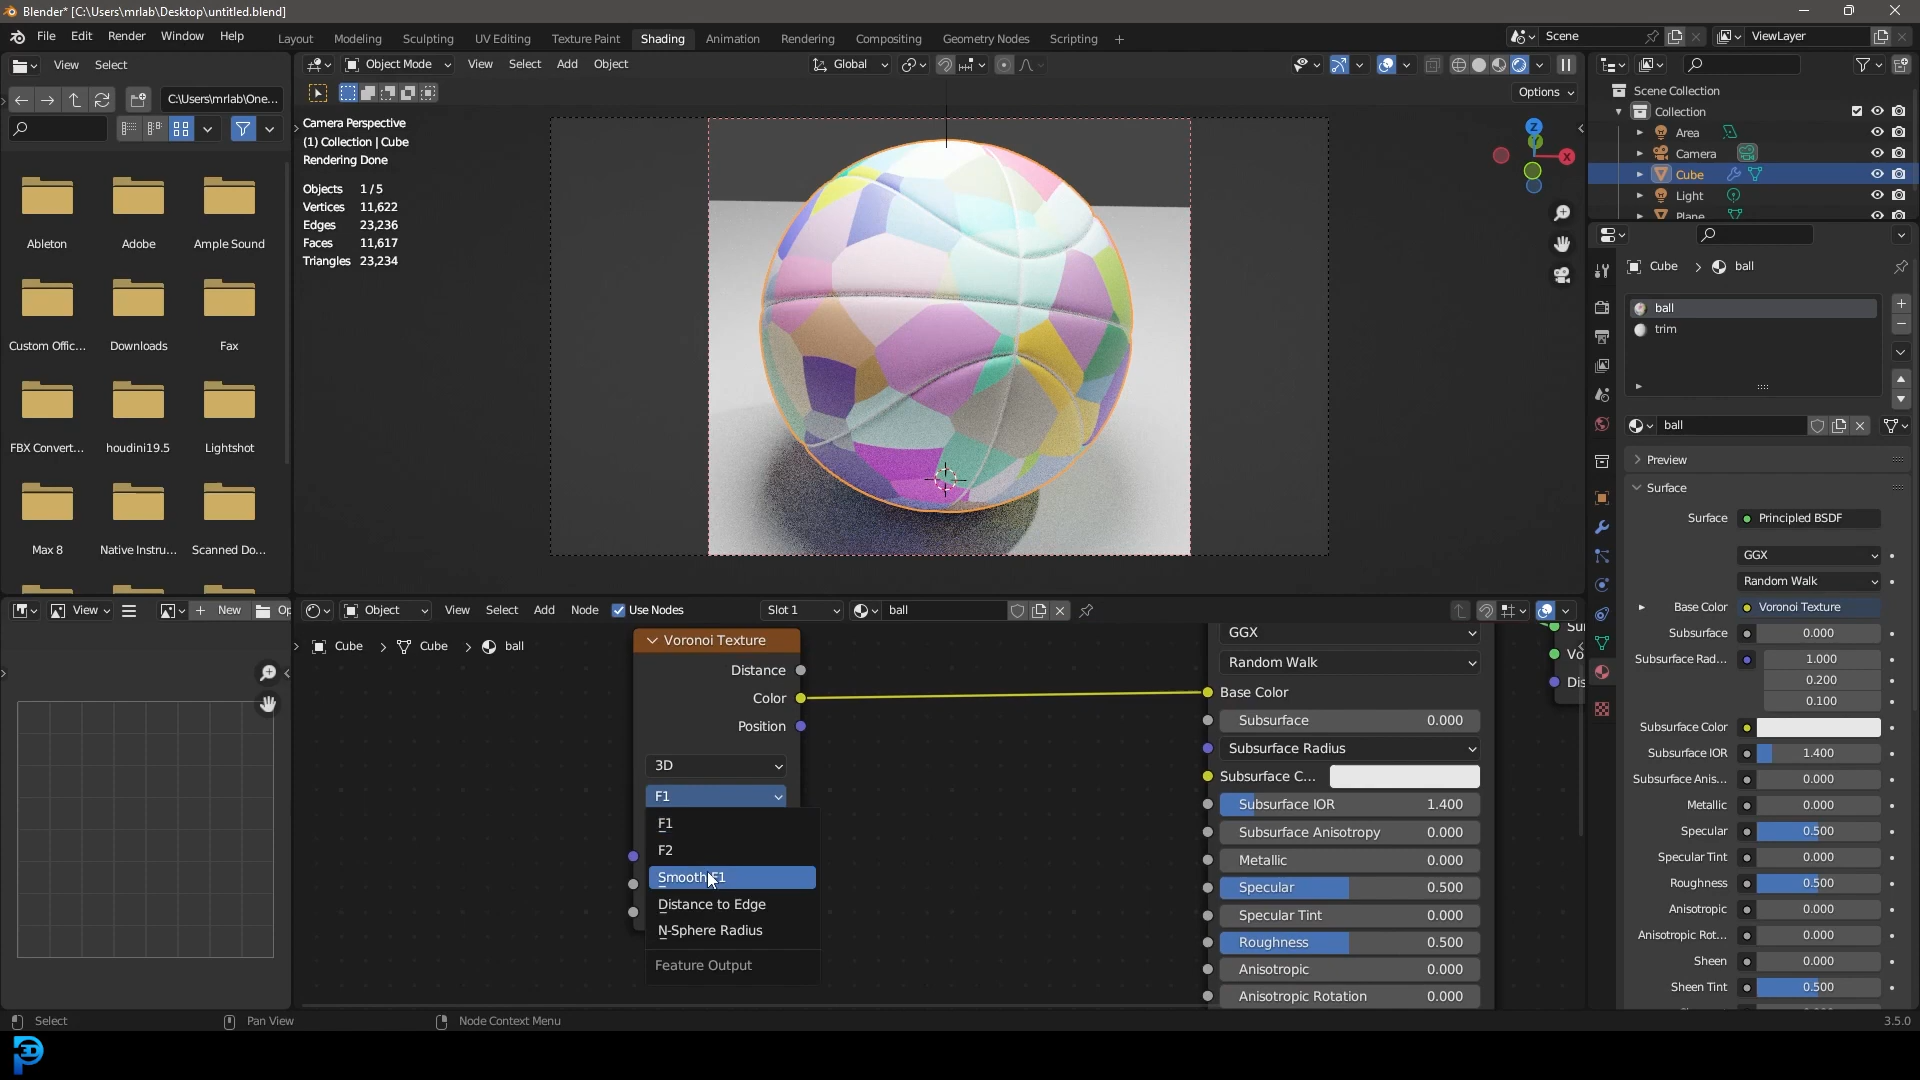 Blender* [C:\Users\mrlab\Desktop\untitled.blend]
File Edit Render Window Help
Layout Modeling Sculpting UV Editing Texture Paint Shading Animation Rendering Compositing Geometry Nodes Scripting +
Scene
ViewLayer
View Select
Object Mode View Select Add Object
Global
C:\Users\mrlab\One...
Options
Camera Perspective
(1) Collection | Cube
Rendering Done
Objects 1/5
Vertices 11,622
Edges 23,236
Faces 11,617
Triangles 23,234
Z
Y
X
Ableton Adobe Ample Sound
Custom Offic... Downloads Fax
FBX Convert... houdini19.5 Lightshot
Max 8 Native Instru... Scanned Do...
Scene Collection
Collection
Area
Camera
Cube
Light
Plane
Cube > ball
ball
trim
ball
Preview
Surface
Surface Principled BSDF
GGX
Random Walk
Base Color Voronoi Texture
Subsurface 0.000
Subsurface Rad... 1.000
0.200
0.100
Subsurface Color
Subsurface IOR 1.400
Subsurface Anis... 0.000
Metallic 0.000
Specular 0.500
Specular Tint 0.000
Roughness 0.500
Anisotropic 0.000
Anisotropic Rot... 0.000
Sheen 0.000
Sheen Tint 0.500
View + New Op
Object View Select Add Node Use Nodes Slot 1 ball
Cube > Cube > ball
Voronoi Texture
Distance
Color
Position
3D
F1
F1
F2
Smooth F1
Distance to Edge
N-Sphere Radius
Feature Output
GGX
Random Walk
Base Color
Subsurface 0.000
Subsurface Radius
Subsurface C...
Subsurface IOR 1.400
Subsurface Anisotropy 0.000
Metallic 0.000
Specular 0.500
Specular Tint 0.000
Roughness 0.500
Anisotropic 0.000
Anisotropic Rotation 0.000
Su
Vo
Dis
Select Pan View Node Context Menu 3.5.0